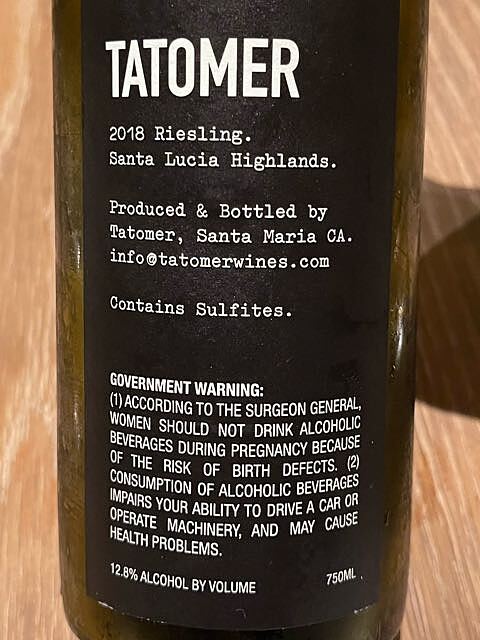 TATOMER
2018 Riesling.
Santa Lucia Highlands.
Produced & Bottled by
Tatomer, Santa Maria CA.
info@tatomerwines.com
Contains Sulfites.
GOVERNMENT WARNING:
(1) ACCORDING TO THE SURGEON GENERAL,
WOMEN SHOULD NOT DRINK ALCOHOLIC
BEVERAGES DURING PREGNANCY BECAUSE
OF THE RISK OF BIRTH DEFECTS. (2)
CONSUMPTION OF ALCOHOLIC BEVERAGES
IMPAIRS YOUR ABILITY TO DRIVE A CAR OR
OPERATE MACHINERY, AND MAY CAUSE
HEALTH PROBLEMS.
12.8% ALCOHOL BY VOLUME 750ML